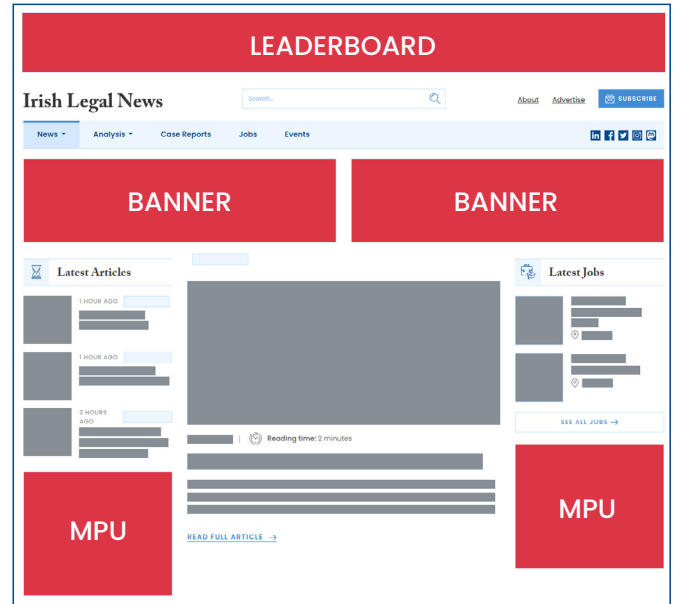 LEADERBOARD
Irish Legal News
Search...
About
Advertise
SUBSCRIBE
News
Analysis
Case Reports
Jobs
Events
BANNER
BANNER
Latest Articles
1 HOUR AGO
1 HOUR AGO
2 HOURS
AGO
MPU
Reading time: 2 minutes
READ FULL ARTICLE →
Latest Jobs
SEE ALL JOBS →
MPU